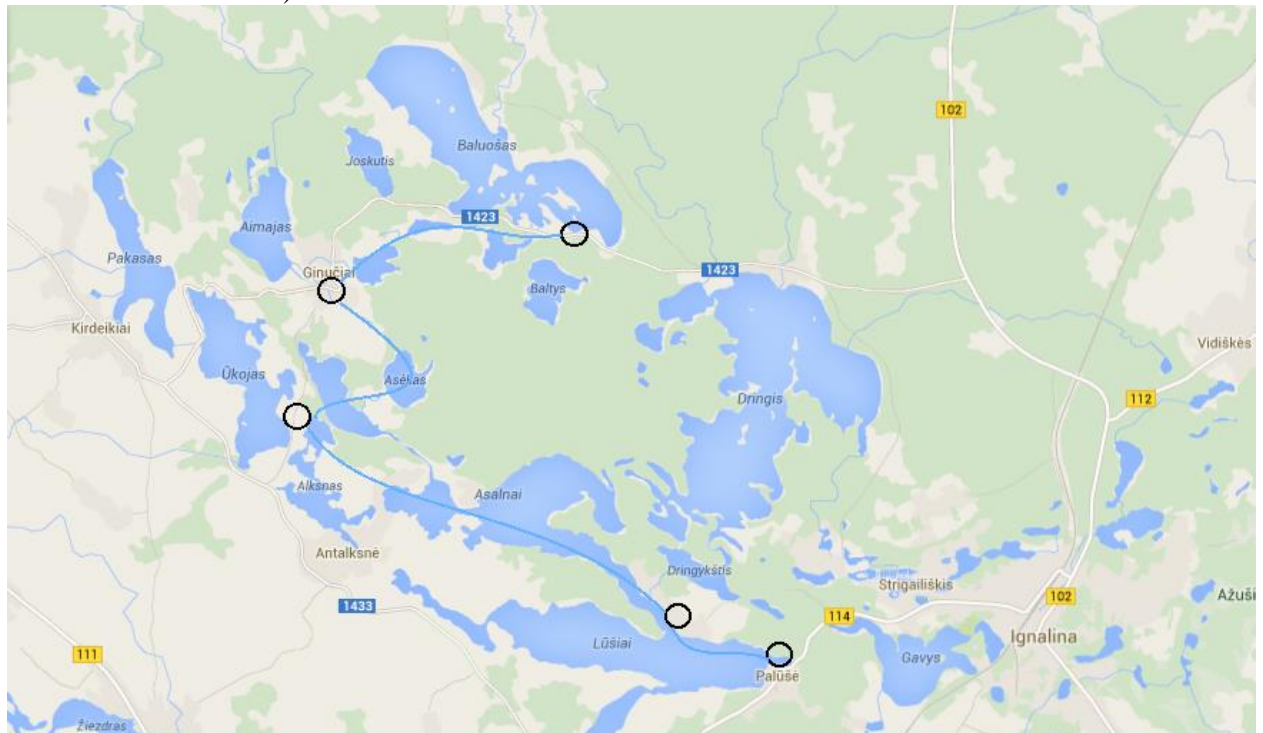 )
102
Baluošas
Joskutis
1423
Aimajas
Pakasas
Ginučiai
1423
Baltys
Kirdeikiai
Vidiškės
Ūkojas
Asėkas
Dringis
112
Alksnas
Asalnai
Antalksnė
Dringykštis
Strigailiškis
102
Ažuši
1433
114
Ignalina
Lūšiai
111
Gavys
Palūšė
Žiezdras